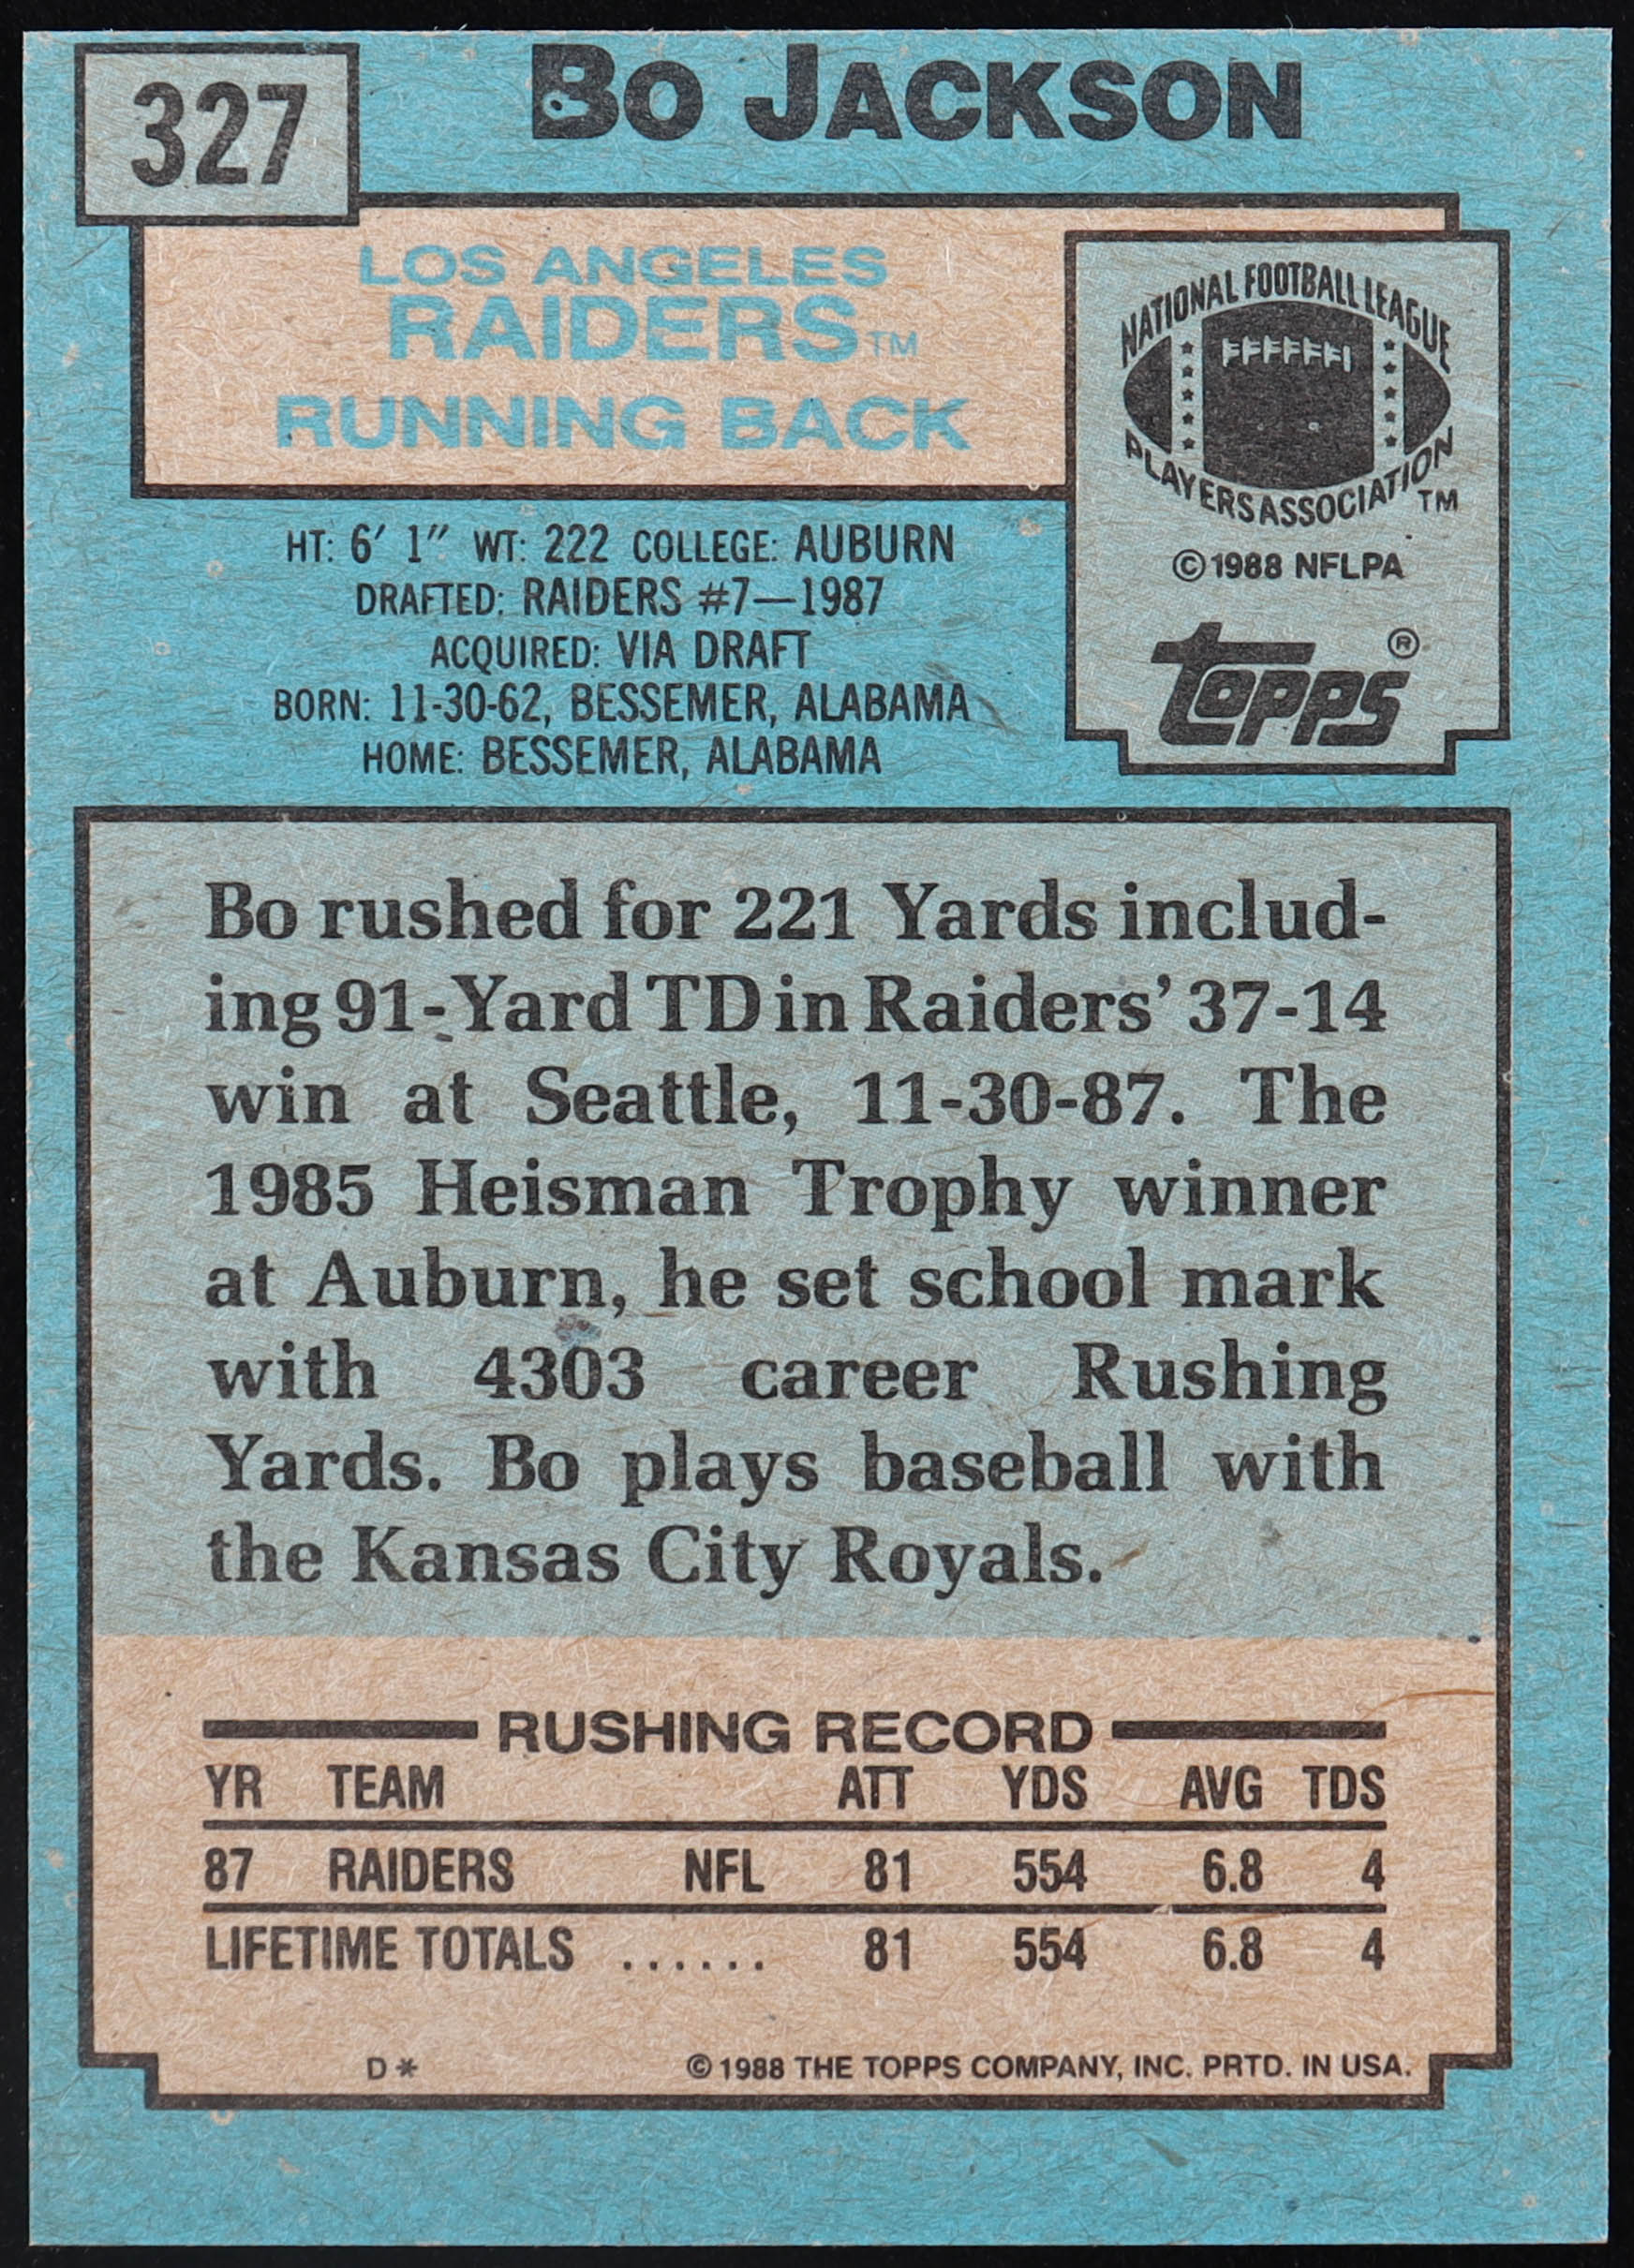 327
BO JACKSON
LOS ANGELES
RAIDERS™
RUNNING BACK
NATIONAL FOOTBALL LEAGUE
PLAYERS ASSOCIATION™
©1988 NFLPA
topps®
HT: 6' 1" WT: 222 COLLEGE: AUBURN
DRAFTED: RAIDERS #7—1987
ACQUIRED: VIA DRAFT
BORN: 11-30-62, BESSEMER, ALABAMA
HOME: BESSEMER, ALABAMA
Bo rushed for 221 Yards includ-
ing 91-Yard TD in Raiders' 37-14
win at Seattle, 11-30-87. The
1985 Heisman Trophy winner
at Auburn, he set school mark
with 4303 career Rushing
Yards. Bo plays baseball with
the Kansas City Royals.
RUSHING RECORD
YR TEAM ATT YDS AVG TDS
87 RAIDERS NFL 81 554 6.8 4
LIFETIME TOTALS ...... 81 554 6.8 4
D* © 1988 THE TOPPS COMPANY, INC. PRTD. IN USA.